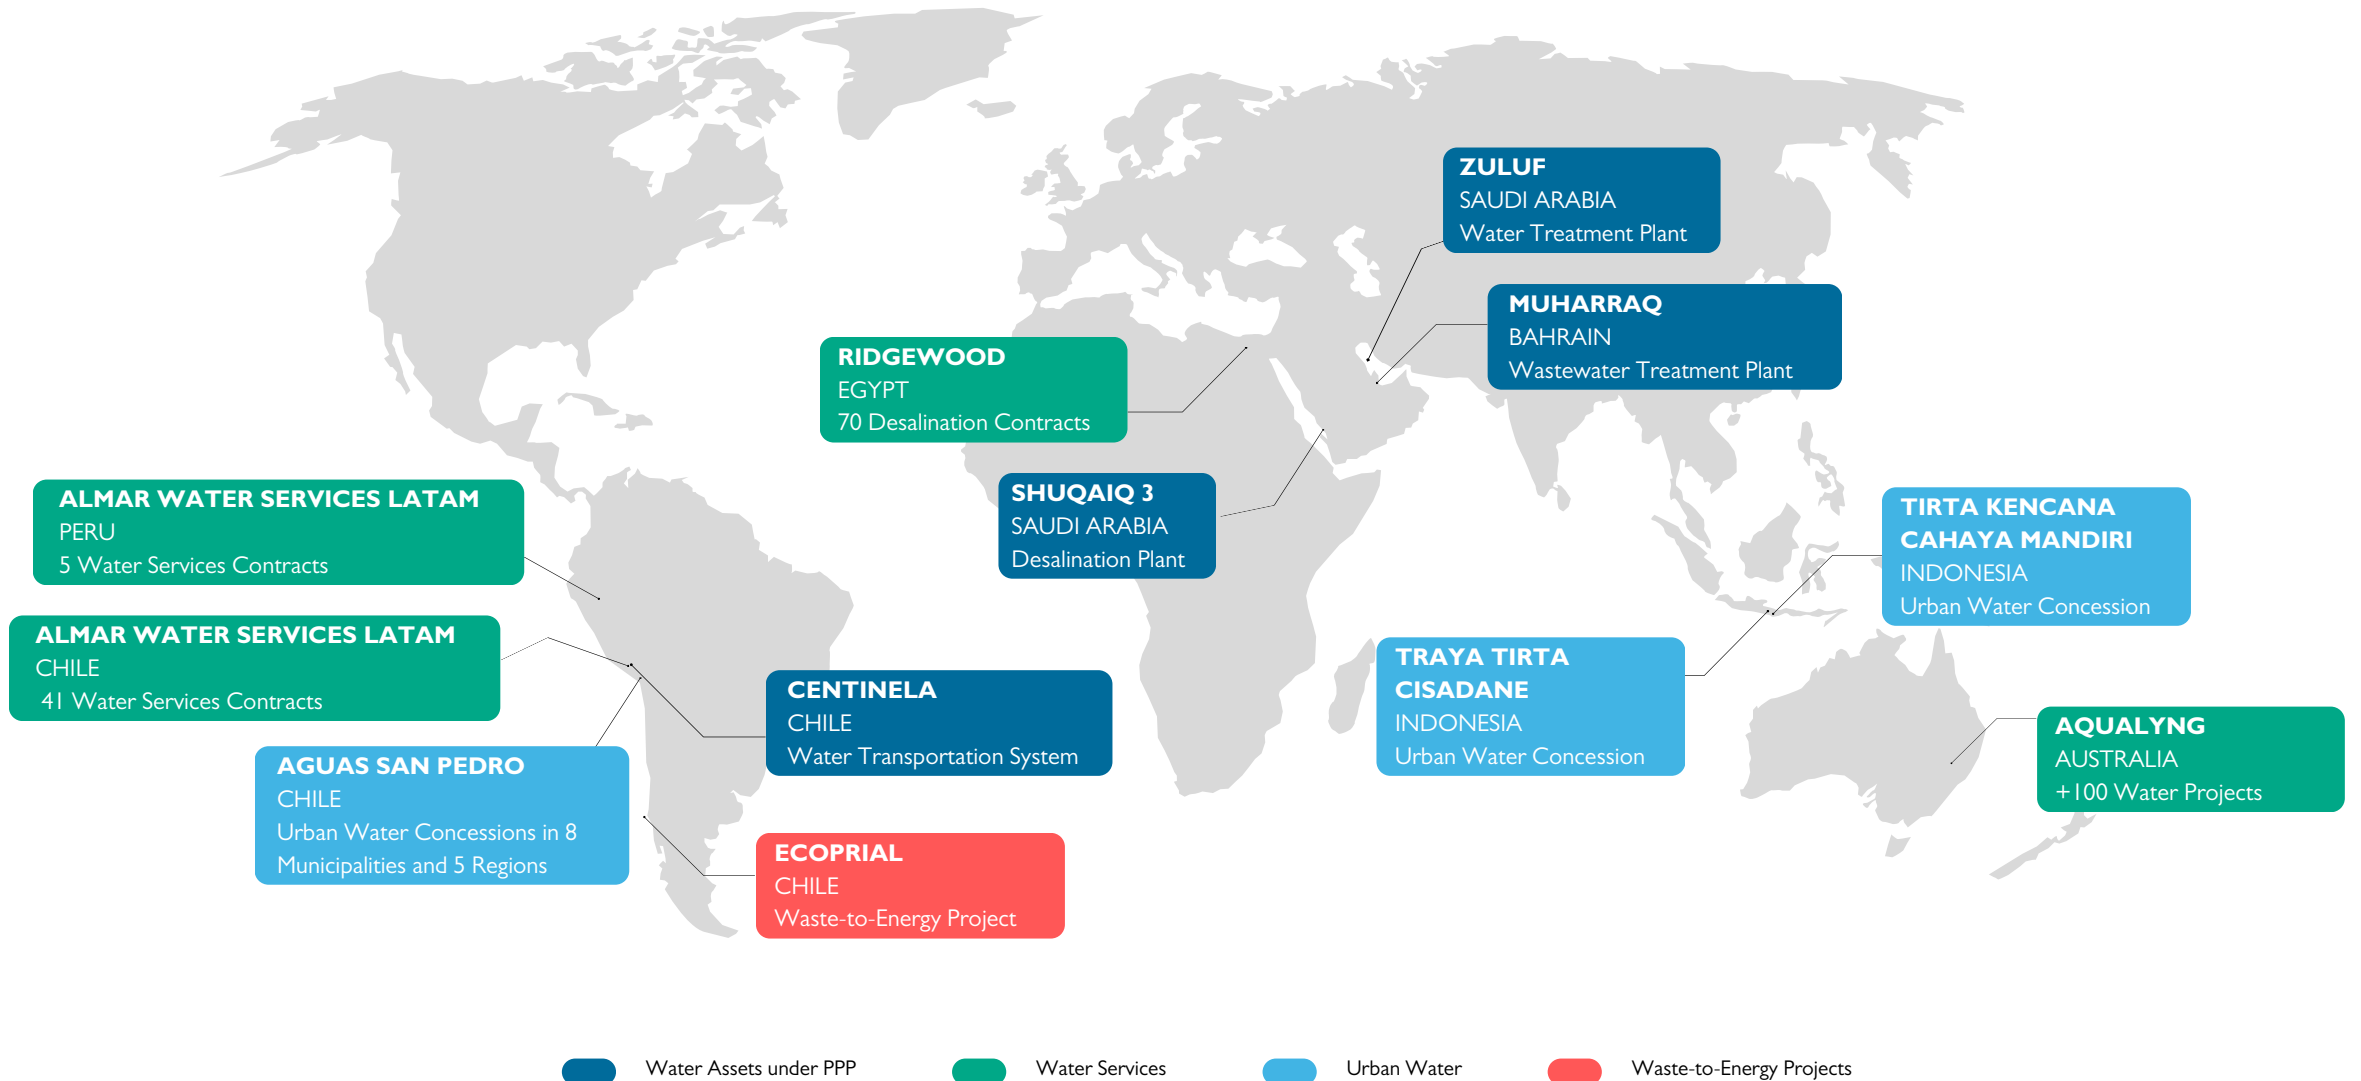 ZULUF
SAUDI ARABIA
Water Treatment Plant
MUHARRAQ
BAHRAIN
Wastewater Treatment Plant
RIDGEWOOD
EGYPT
70 Desalination Contracts
SHUQAIQ 3
SAUDI ARABIA
Desalination Plant
ALMAR WATER SERVICES LATAM
PERU
5 Water Services Contracts
TIRTA KENCANA
CAHAYA MANDIRI
INDONESIA
Urban Water Concession
ALMAR WATER SERVICES LATAM
CHILE
41 Water Services Contracts
TRAYA TIRTA
CISADANE
INDONESIA
Urban Water Concession
CENTINELA
CHILE
Water Transportation System
AQUALYNG
AUSTRALIA
+100 Water Projects
AGUAS SAN PEDRO
CHILE
Urban Water Concessions in 8
Municipalities and 5 Regions
ECOPRIAL
CHILE
Waste-to-Energy Project
Water Assets under PPP
Water Services
Urban Water
Waste-to-Energy Projects